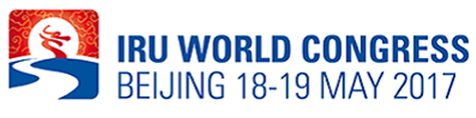 IRU WORLD CONGRESS
BEIJING 18-19 MAY 2017